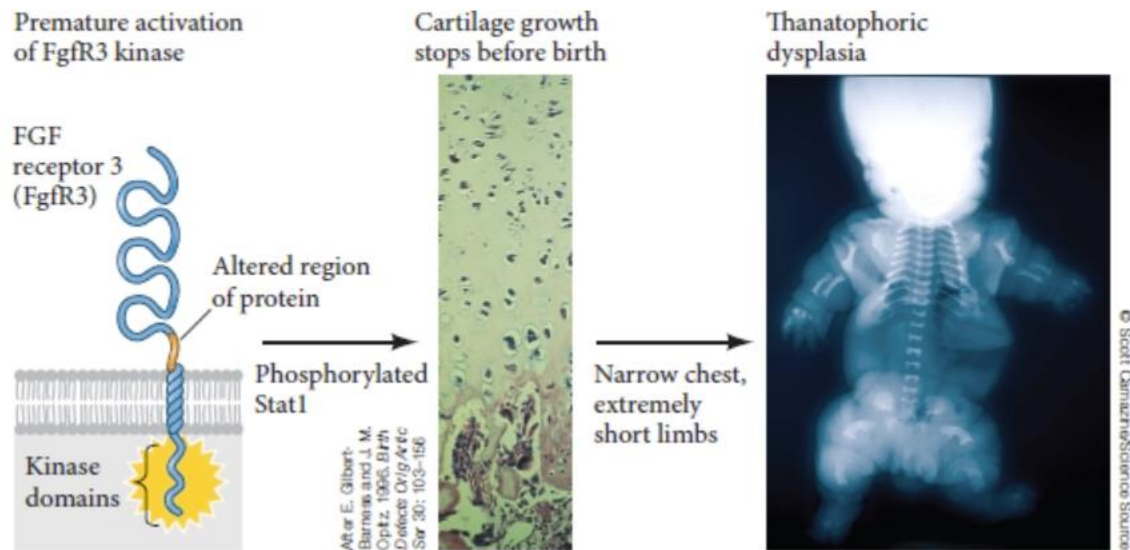 Premature activation
of FgfR3 kinase
FGF
receptor 3
(FgfR3)
Altered region
of protein
Kinase
domains
Phosphorylated
Stat1
After E. Gilbert-
Barness and J. M.
Opitz. 1996. Birth
Defects Orig Artic
Ser 30: 103–156
Cartilage growth
stops before birth
Narrow chest,
extremely
short limbs
Thanatophoric
dysplasia
© Scott Camazine/Science Source